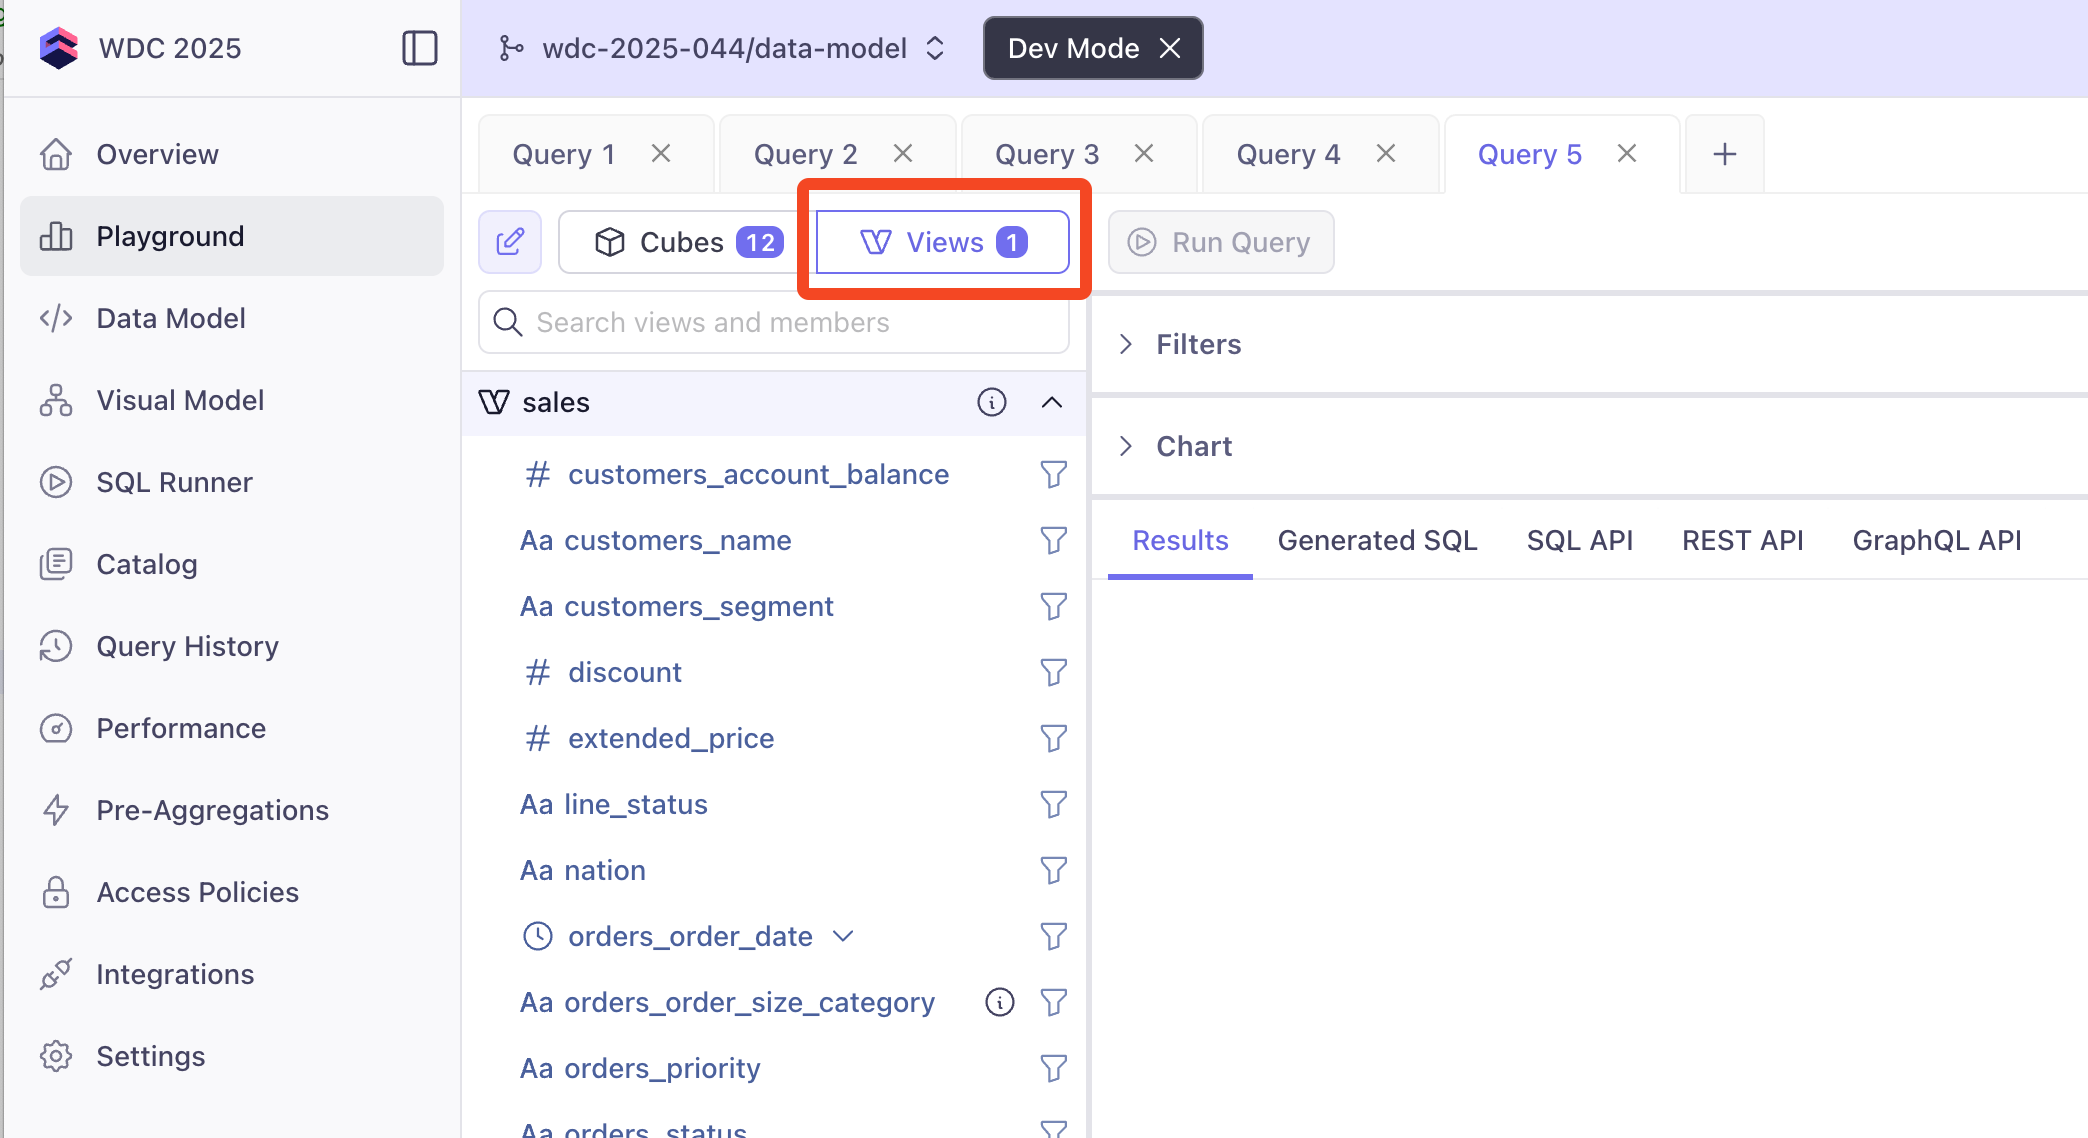 WDC 2025
wdc-2025-044/data-model
Dev Mode
Overview
Playground
Data Model
Visual Model
SQL Runner
Catalog
Query History
Performance
Pre-Aggregations
Access Policies
Integrations
Settings
Query 1
Query 2
Query 3
Query 4
Query 5
Cubes 12
Views 1
Run Query
Search views and members
sales
# customers_account_balance
Aa customers_name
Aa customers_segment
# discount
# extended_price
Aa line_status
Aa nation
orders_order_date
Aa orders_order_size_category
Aa orders_priority
Aa orders_status
Filters
Chart
Results
Generated SQL
SQL API
REST API
GraphQL API